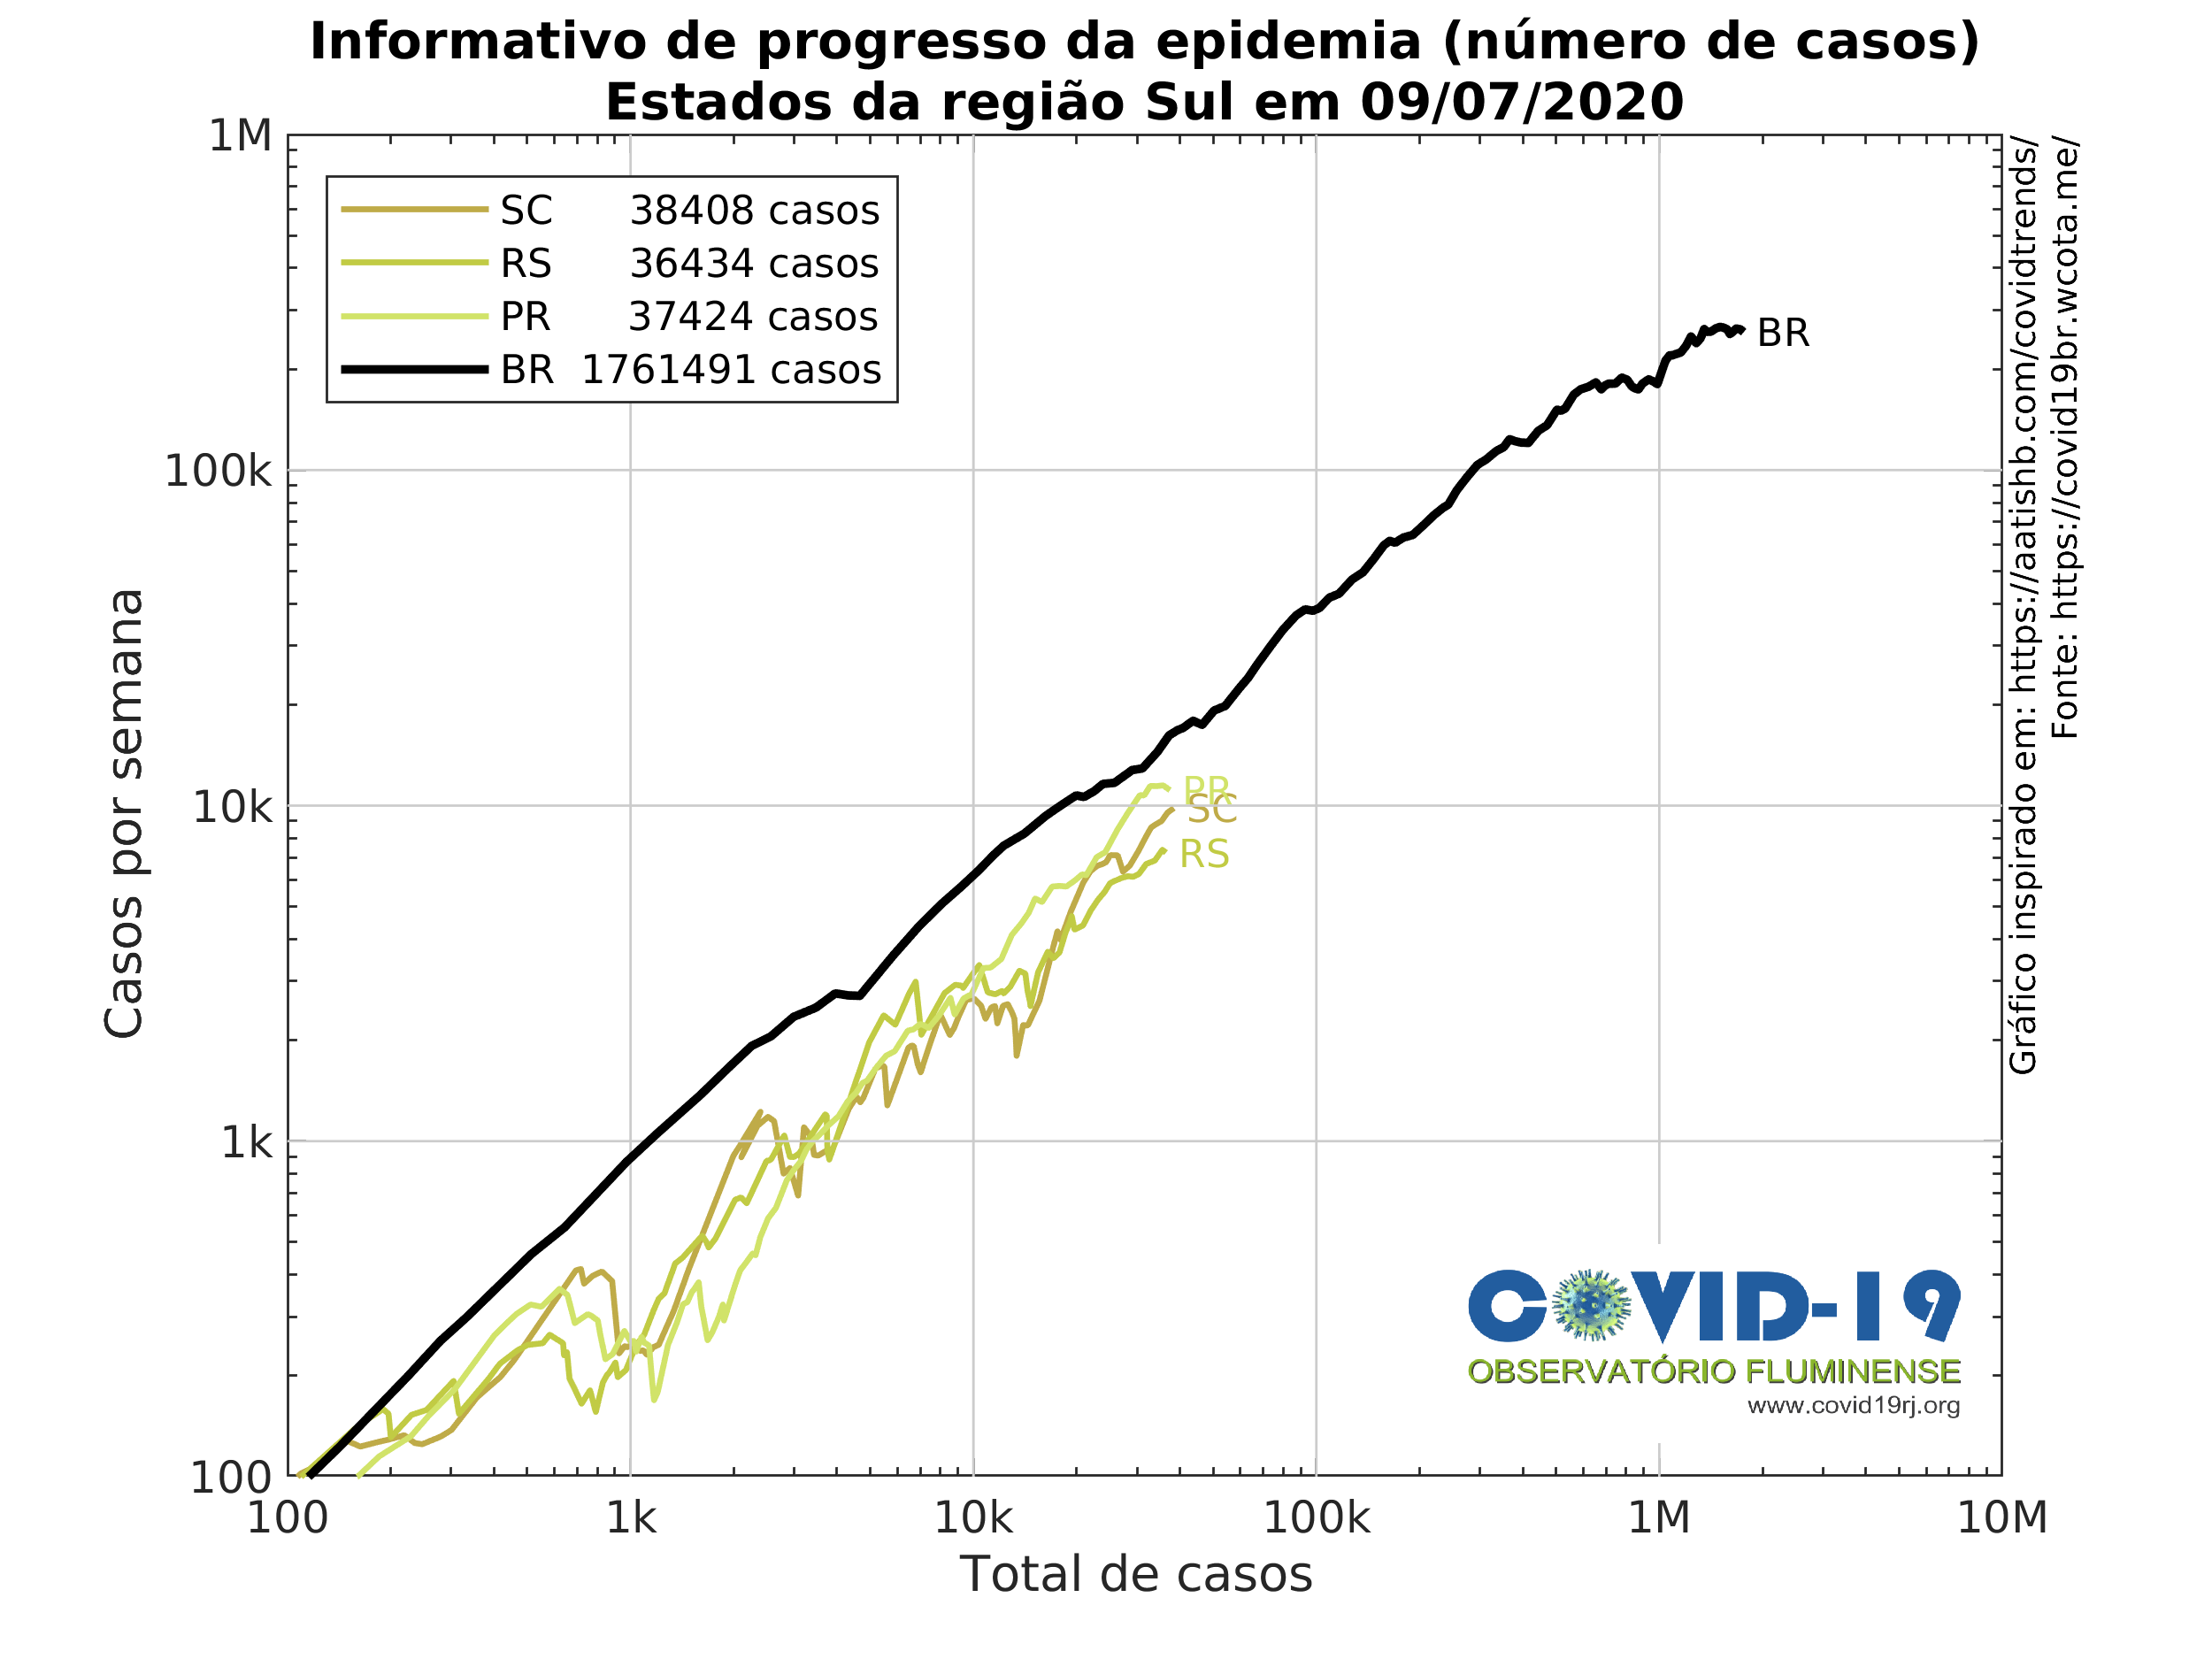 Informativo de progresso da epidemia (número de casos)
Estados da região Sul em 09/07/2020
1M
100k
10k
1k
100
Casos por semana
SC 38408 casos
RS 36434 casos
PR 37424 casos
BR 1761491 casos
BR
PR
SC
RS
Gráfico inspirado em: https://aatishb.com/covidtrends/
Fonte: https://covid19br.wcota.me/
COVID-19
OBSERVATÓRIO FLUMINENSE
www.covid19rj.org
100 1k 10k 100k 1M 10M
Total de casos